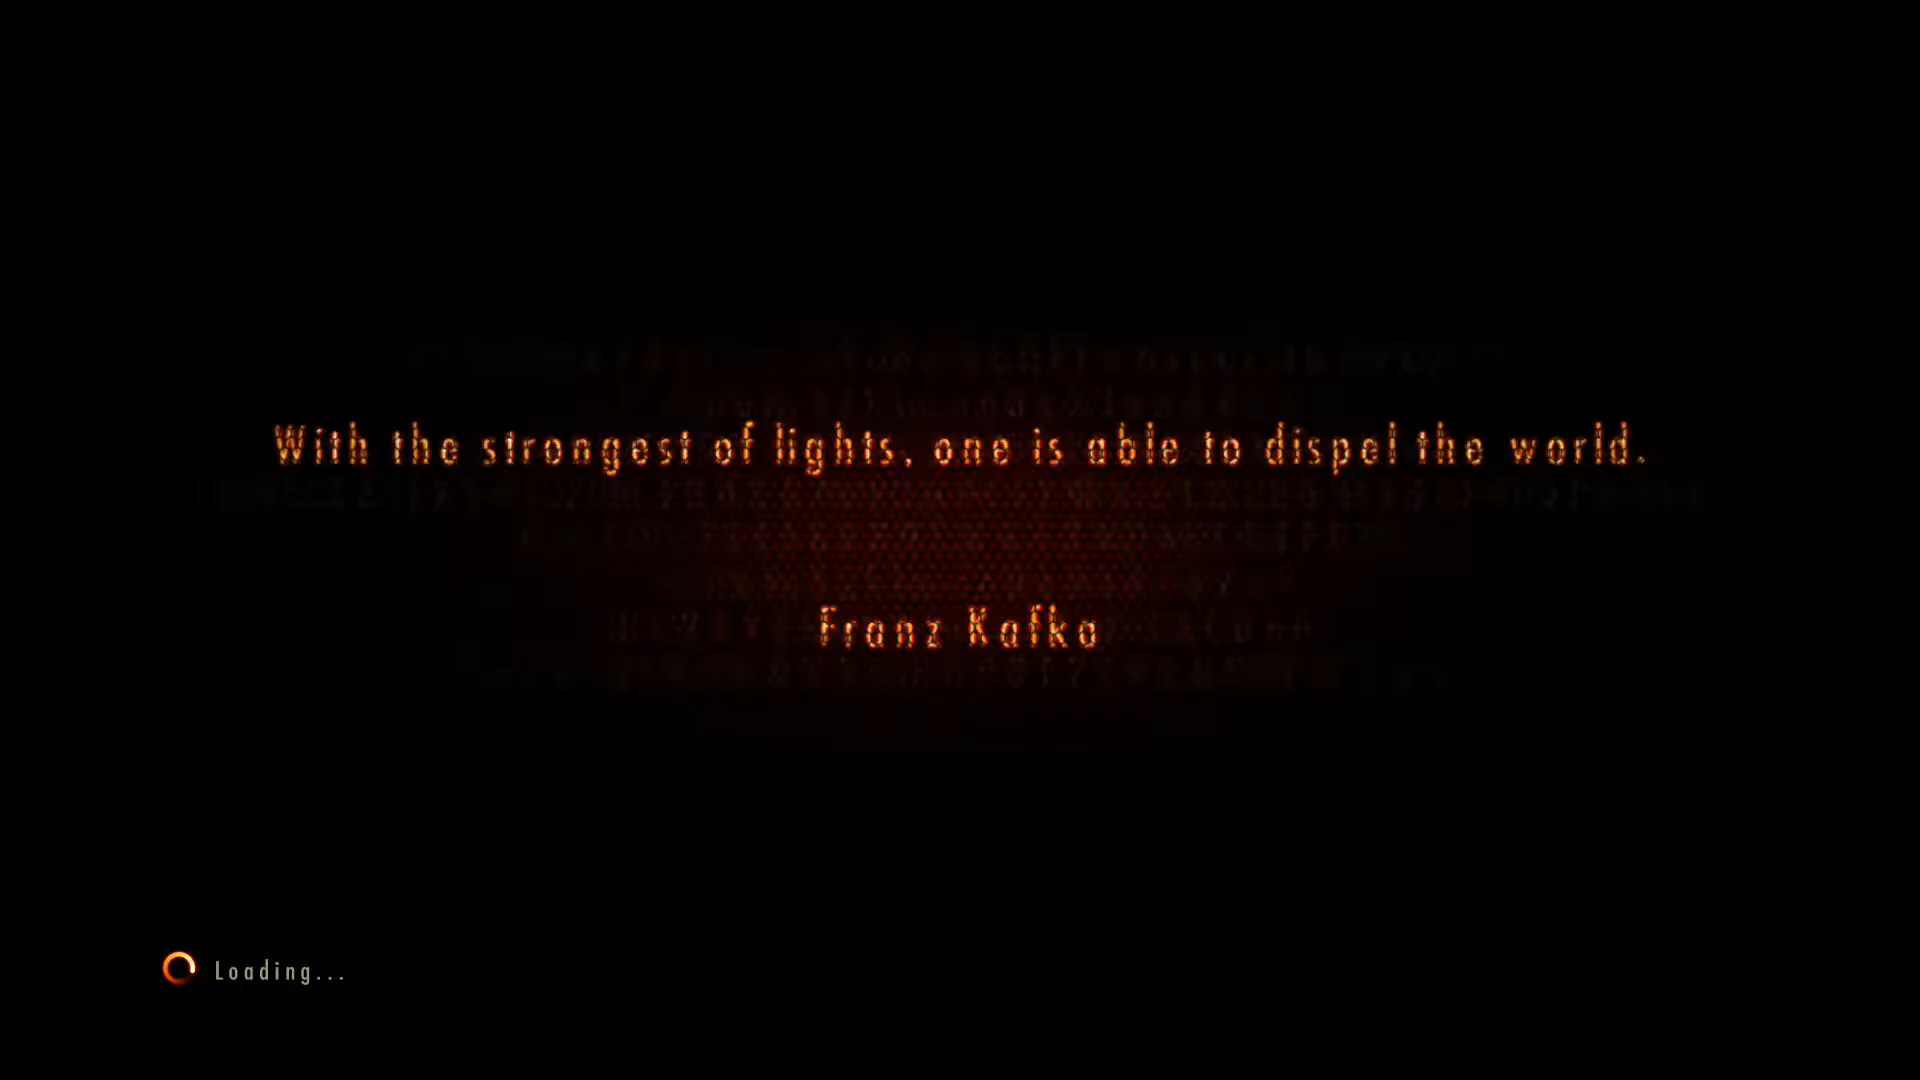 With the strongest of lights, one is able to dispel the world.
Franz Kafka
Loading...